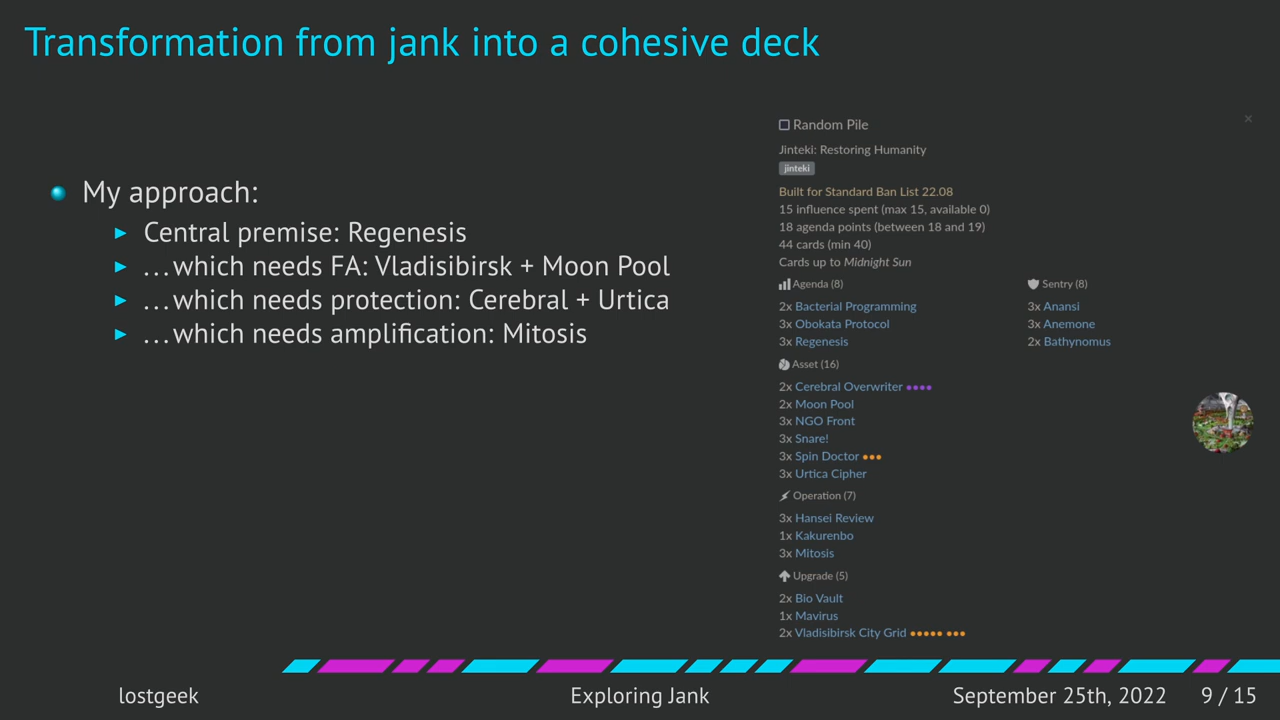 Transformation from jank into a cohesive deck
My approach:
Central premise: Regenesis
...which needs FA: Vladisibirsk + Moon Pool
...which needs protection: Cerebral + Urtica
...which needs amplification: Mitosis
×
Random Pile
Jinteki: Restoring Humanity
jinteki
Built for Standard Ban List 22.08
15 influence spent (max 15, available 0)
18 agenda points (between 18 and 19)
44 cards (min 40)
Cards up to Midnight Sun
Agenda (8)
2x Bacterial Programming
3x Obokata Protocol
3x Regenesis
Asset (16)
2x Cerebral Overwriter ●●●●
2x Moon Pool
3x NGO Front
3x Snare!
3x Spin Doctor ●●●
3x Urtica Cipher
Operation (7)
3x Hansei Review
1x Kakurenbo
3x Mitosis
Upgrade (5)
2x Bio Vault
1x Mavirus
2x Vladisibirsk City Grid ●●●●● ●●●
Sentry (8)
3x Anansi
3x Anemone
2x Bathynomus
lostgeek
Exploring Jank
September 25th, 2022
9 / 15